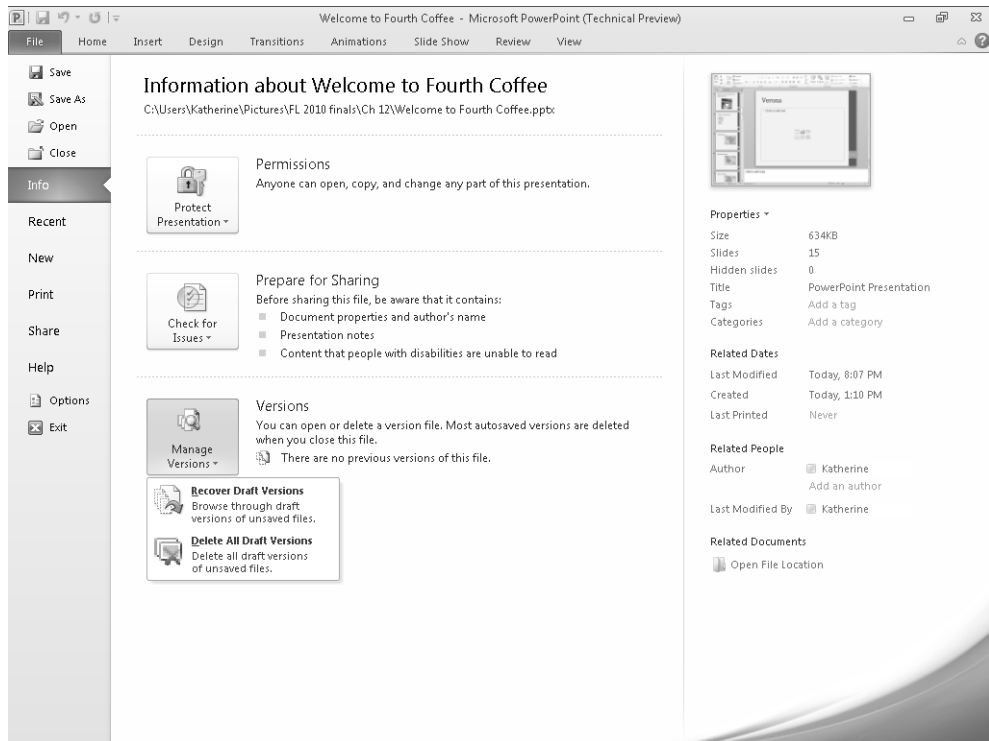 Welcome to Fourth Coffee - Microsoft PowerPoint (Technical Preview)
File Home Insert Design Transitions Animations Slide Show Review View
Save
Save As
Open
Close
Info
Recent
New
Print
Share
Help
Options
Exit
Information about Welcome to Fourth Coffee
C:\Users\Katherine\Pictures\FL 2010 finals\Ch 12\Welcome to Fourth Coffee.pptx
Protect
Presentation
Permissions
Anyone can open, copy, and change any part of this presentation.
Check for
Issues
Prepare for Sharing
Before sharing this file, be aware that it contains:
Document properties and author's name
Presentation notes
Content that people with disabilities are unable to read
Manage
Versions
Versions
You can open or delete a version file. Most autosaved versions are deleted
when you close this file.
There are no previous versions of this file.
Recover Draft Versions
Browse through draft
versions of unsaved files.
Delete All Draft Versions
Delete all draft versions
of unsaved files.
Verona
Properties
Size 634KB
Slides 15
Hidden slides 0
Title PowerPoint Presentation
Tags Add a tag
Categories Add a category
Related Dates
Last Modified Today, 8:07 PM
Created Today, 1:10 PM
Last Printed Never
Related People
Author Katherine
Add an author
Last Modified By Katherine
Related Documents
Open File Location